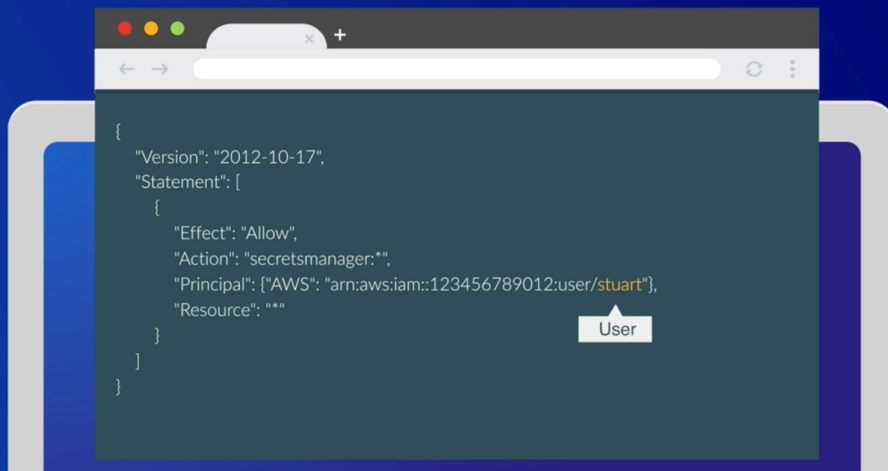 {
"Version": "2012-10-17",
"Statement": [
{
"Effect": "Allow",
"Action": "secretsmanager:*",
"Principal": {"AWS": "arn:aws:iam::123456789012:user/stuart"},
"Resource": "*"
}
]
}
User